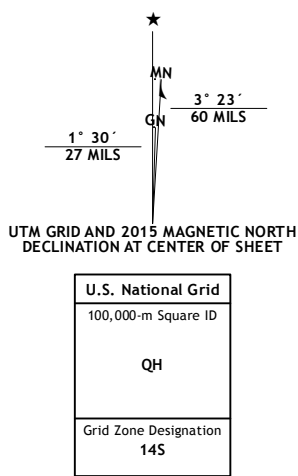 ★
MN
3° 23´
60 MILS
GN
1° 30´
27 MILS
UTM GRID AND 2015 MAGNETIC NORTH
DECLINATION AT CENTER OF SHEET
U.S. National Grid
100,000-m Square ID
QH
Grid Zone Designation
14S